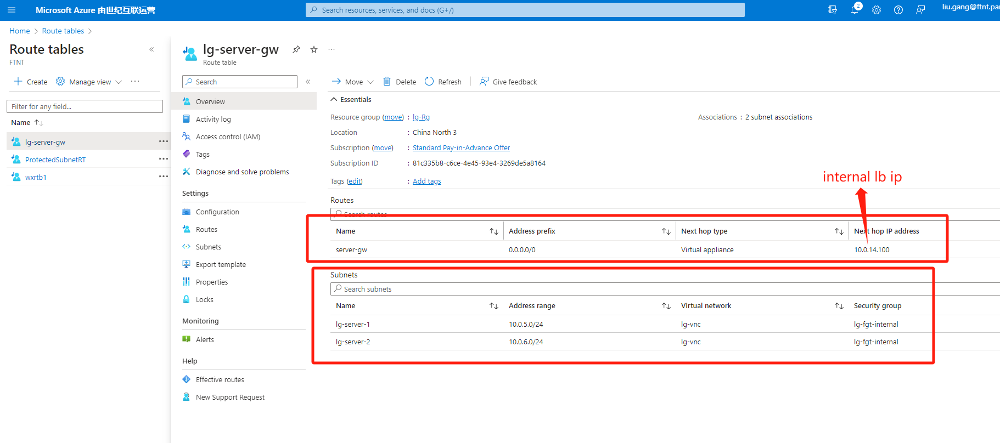 Microsoft Azure 由世纪互联运营
Search resources, services, and docs (G+/)
2
liu.gang@ftnt.par
Home > Route tables >
Route tables
FTNT
Create
Manage view
Filter for any field...
Name
lg-server-gw
ProtectedSubnetRT
wxrtb1
lg-server-gw
Route table
Search
Overview
Activity log
Access control (IAM)
Tags
Diagnose and solve problems
Settings
Configuration
Routes
Subnets
Export template
Properties
Locks
Monitoring
Alerts
Help
Effective routes
New Support Request
Move
Delete
Refresh
Give feedback
Essentials
Resource group (move) : lg-Rg
Location : China North 3
Subscription (move) : Standard Pay-in-Advance Offer
Subscription ID : 81c335b8-c6ce-4e45-93e4-3269de5a8164
Tags (edit) : Add tags
Associations : 2 subnet associations
internal lb ip
Routes
Search routes
Name Address prefix Next hop type Next hop IP address
server-gw 0.0.0.0/0 Virtual appliance 10.0.14.100
Subnets
Search subnets
Name Address range Virtual network Security group
lg-server-1 10.0.5.0/24 lg-vnc lg-fgt-internal
lg-server-2 10.0.6.0/24 lg-vnc lg-fgt-internal